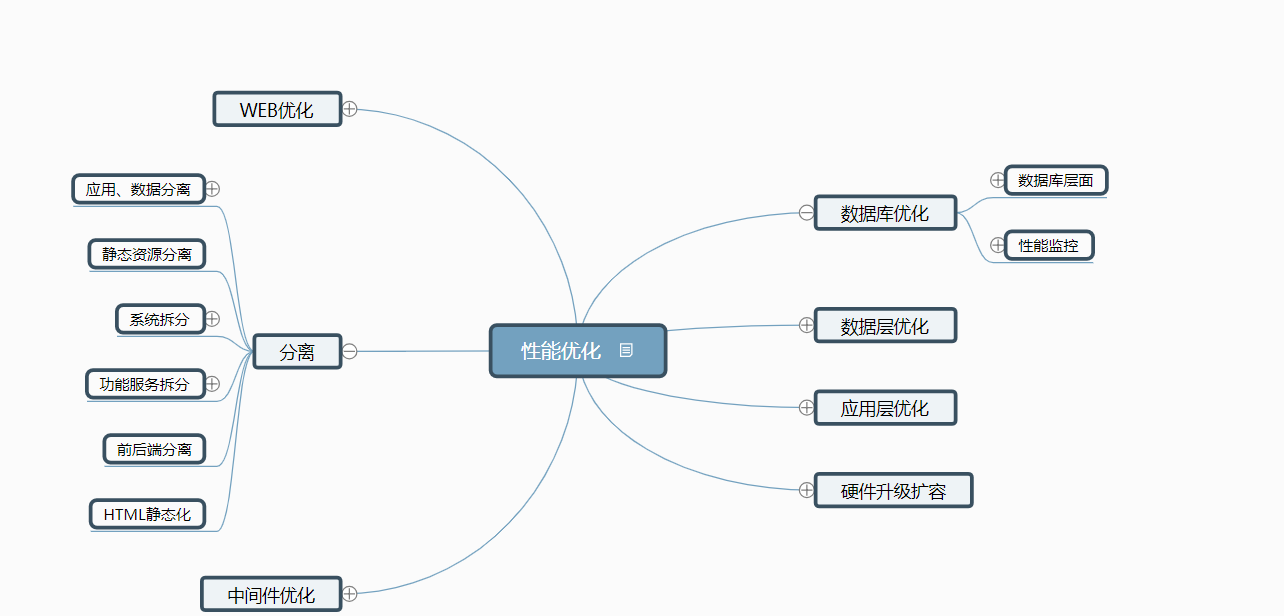 WEB优化
应用、数据分离
静态资源分离
系统拆分
功能服务拆分
前后端分离
HTML静态化
分离
中间件优化
性能优化
数据库优化
数据库层面
性能监控
数据层优化
应用层优化
硬件升级扩容